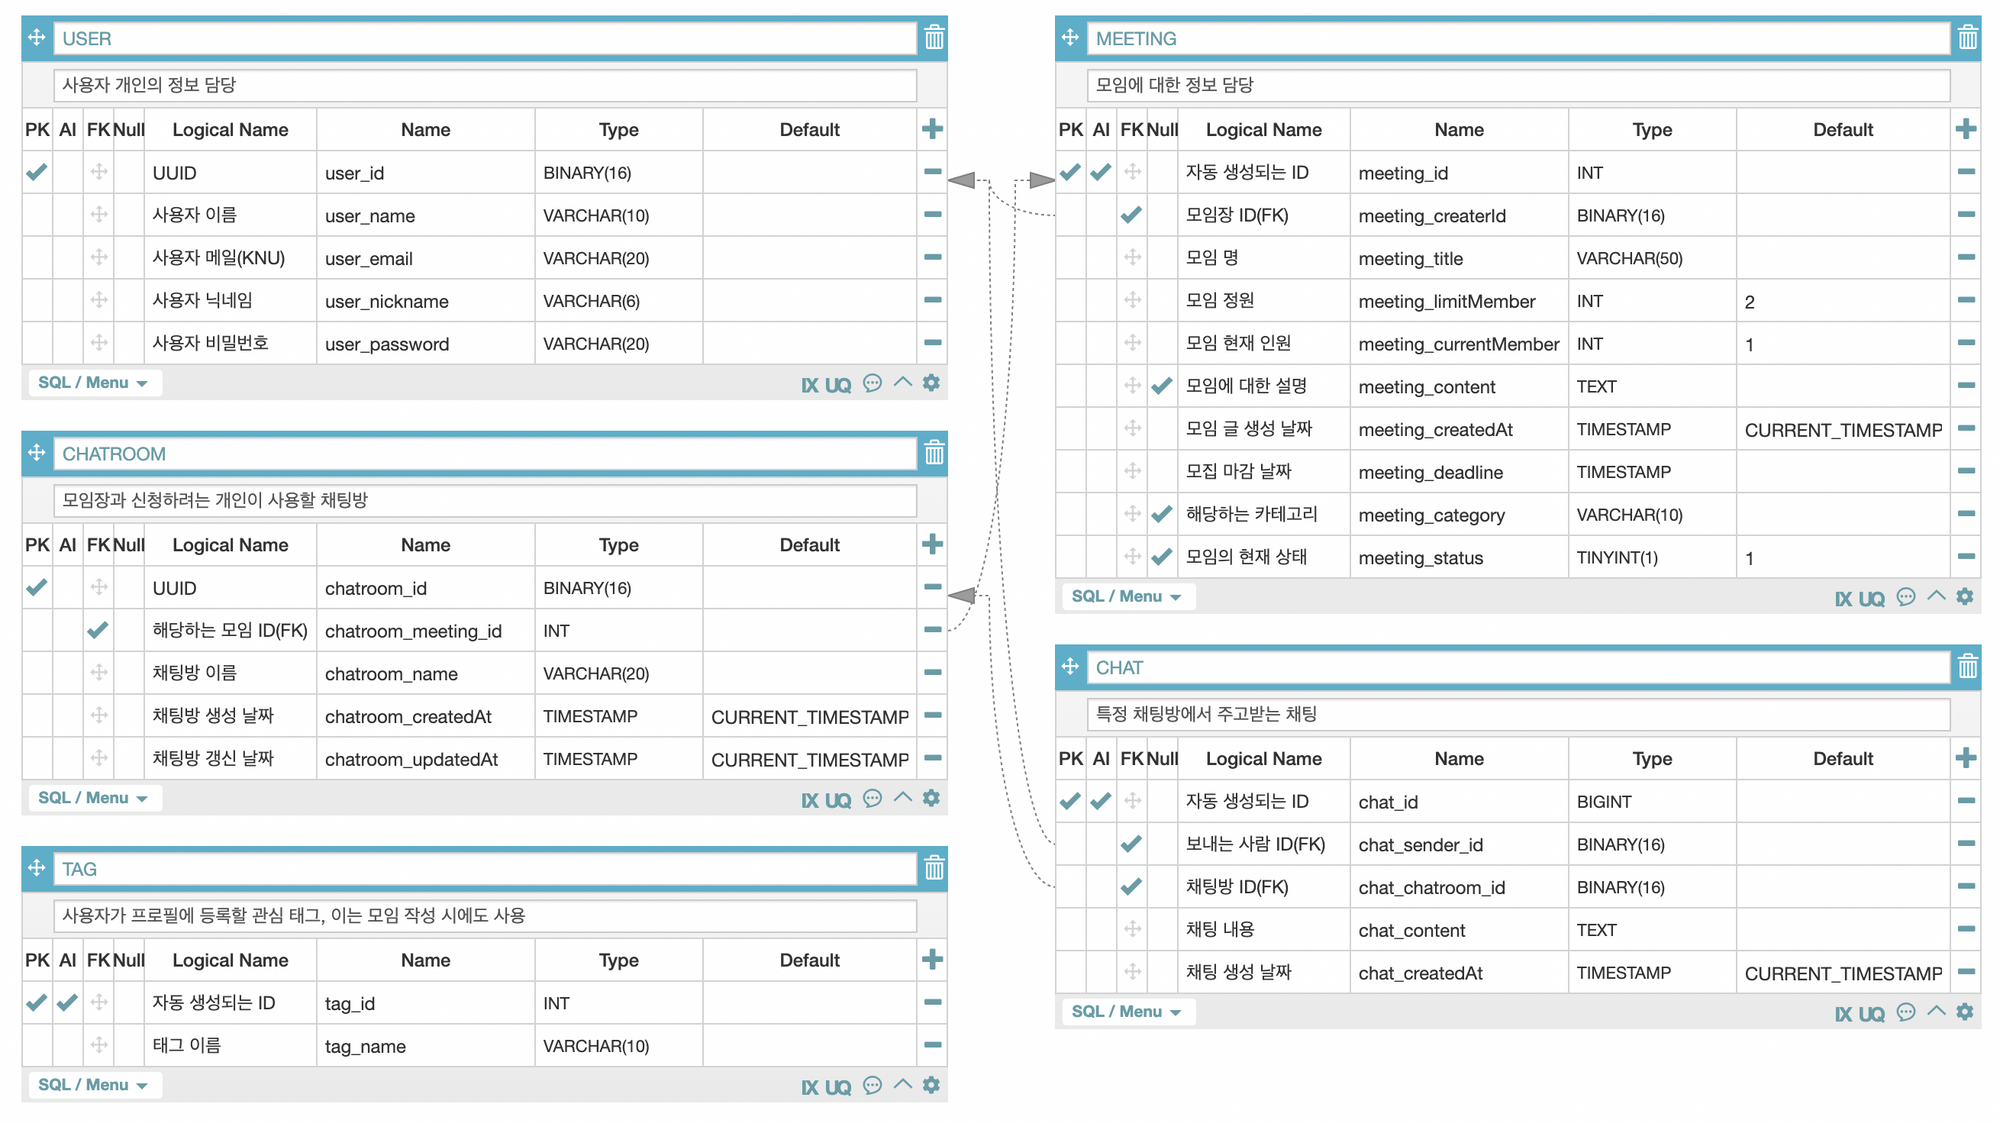 USER
사용자 개인의 정보 담당
PK AI FK Null Logical Name Name Type Default
UUID user_id BINARY(16)
사용자 이름 user_name VARCHAR(10)
사용자 메일(KNU) user_email VARCHAR(20)
사용자 닉네임 user_nickname VARCHAR(6)
사용자 비밀번호 user_password VARCHAR(20)
SQL / Menu IX UQ
CHATROOM
모임장과 신청하려는 개인이 사용할 채팅방
PK AI FK Null Logical Name Name Type Default
UUID chatroom_id BINARY(16)
해당하는 모임 ID(FK) chatroom_meeting_id INT
채팅방 이름 chatroom_name VARCHAR(20)
채팅방 생성 날짜 chatroom_createdAt TIMESTAMP CURRENT_TIMESTAMP
채팅방 갱신 날짜 chatroom_updatedAt TIMESTAMP CURRENT_TIMESTAMP
SQL / Menu IX UQ
TAG
사용자가 프로필에 등록할 관심 태그, 이는 모임 작성 시에도 사용
PK AI FK Null Logical Name Name Type Default
자동 생성되는 ID tag_id INT
태그 이름 tag_name VARCHAR(10)
SQL / Menu IX UQ
MEETING
모임에 대한 정보 담당
PK AI FK Null Logical Name Name Type Default
자동 생성되는 ID meeting_id INT
모임장 ID(FK) meeting_createrId BINARY(16)
모임 명 meeting_title VARCHAR(50)
모임 정원 meeting_limitMember INT 2
모임 현재 인원 meeting_currentMember INT 1
모임에 대한 설명 meeting_content TEXT
모임 글 생성 날짜 meeting_createdAt TIMESTAMP CURRENT_TIMESTAMP
모집 마감 날짜 meeting_deadline TIMESTAMP
해당하는 카테고리 meeting_category VARCHAR(10)
모임의 현재 상태 meeting_status TINYINT(1) 1
SQL / Menu IX UQ
CHAT
특정 채팅방에서 주고받는 채팅
PK AI FK Null Logical Name Name Type Default
자동 생성되는 ID chat_id BIGINT
보내는 사람 ID(FK) chat_sender_id BINARY(16)
채팅방 ID(FK) chat_chatroom_id BINARY(16)
채팅 내용 chat_content TEXT
채팅 생성 날짜 chat_createdAt TIMESTAMP CURRENT_TIMESTAMP
SQL / Menu IX UQ